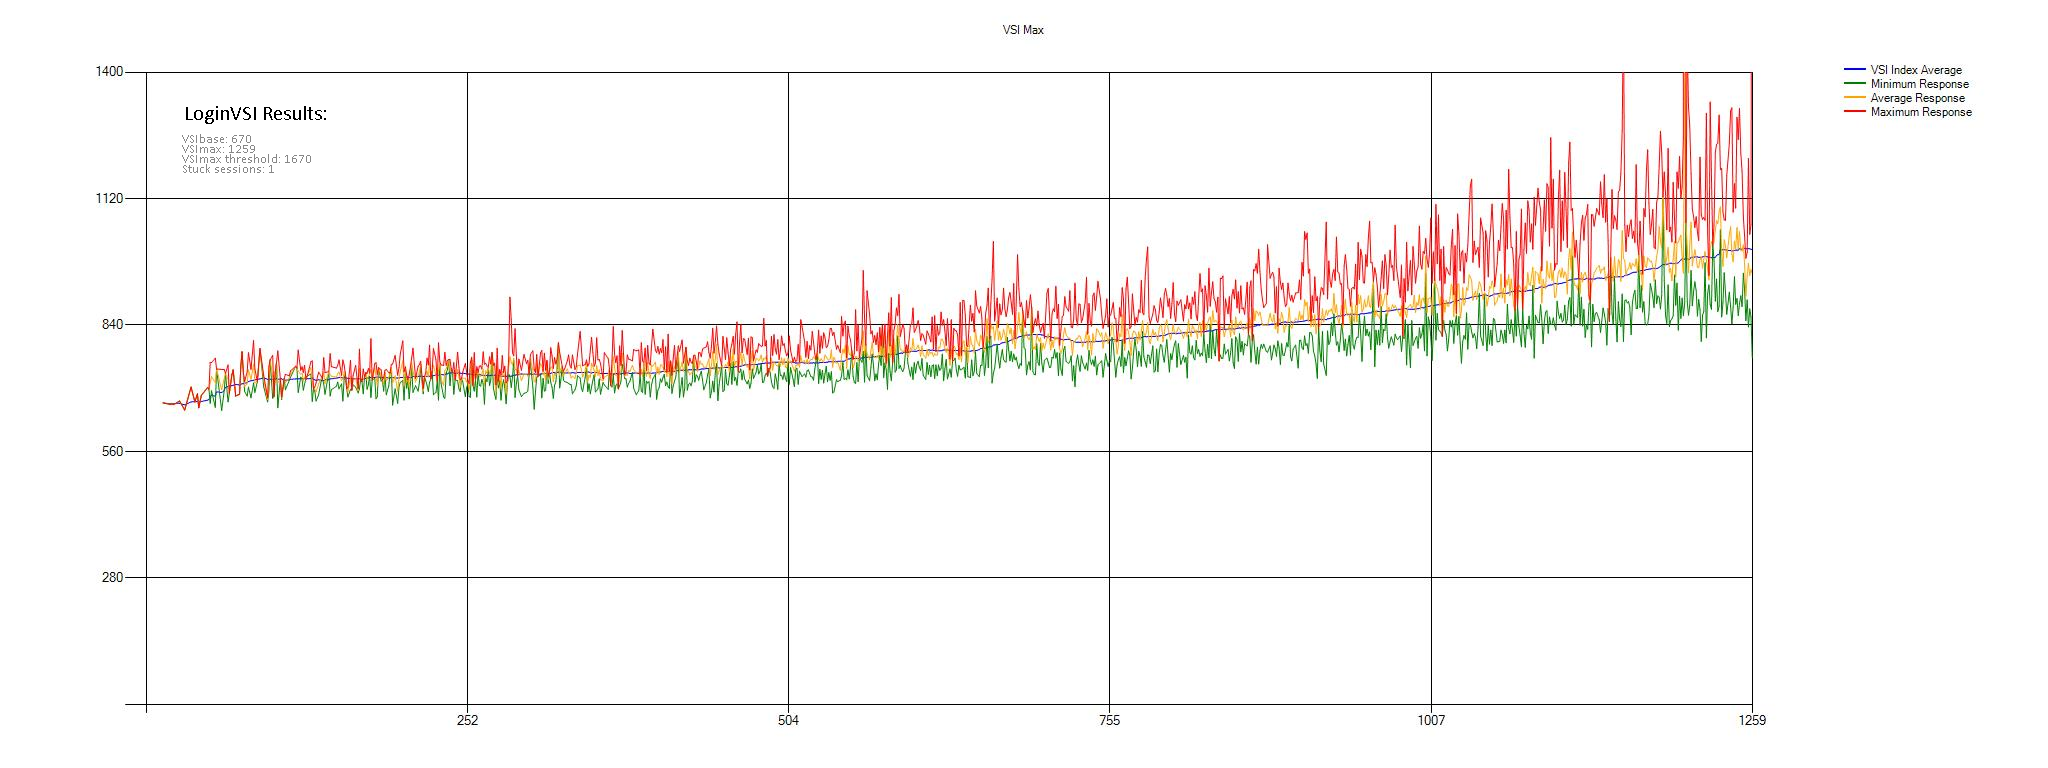 VSI Max
1400
1120
840
560
280
252
504
755
1007
1259
LoginVSI Results:
VSIbase: 670
VSImax: 1259
VSImax threshold: 1670
Stuck sessions: 1
VSI Index Average
Minimum Response
Average Response
Maximum Response